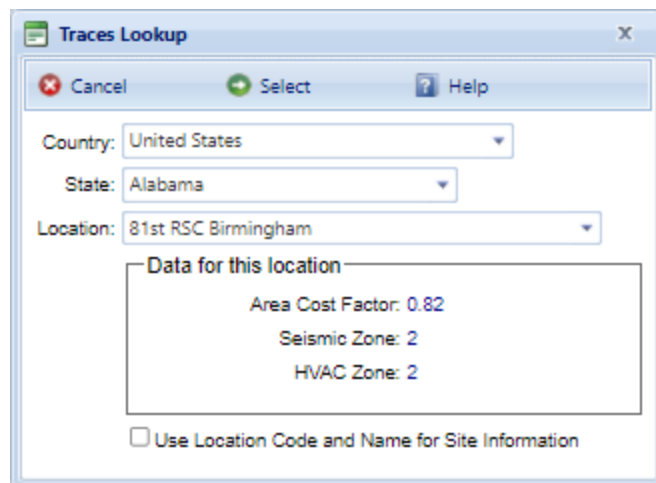 Traces Lookup
Cancel Select Help
Country: United States
State: Alabama
Location: 81st RSC Birmingham
Data for this location
Area Cost Factor: 0.82
Seismic Zone: 2
HVAC Zone: 2
Use Location Code and Name for Site Information